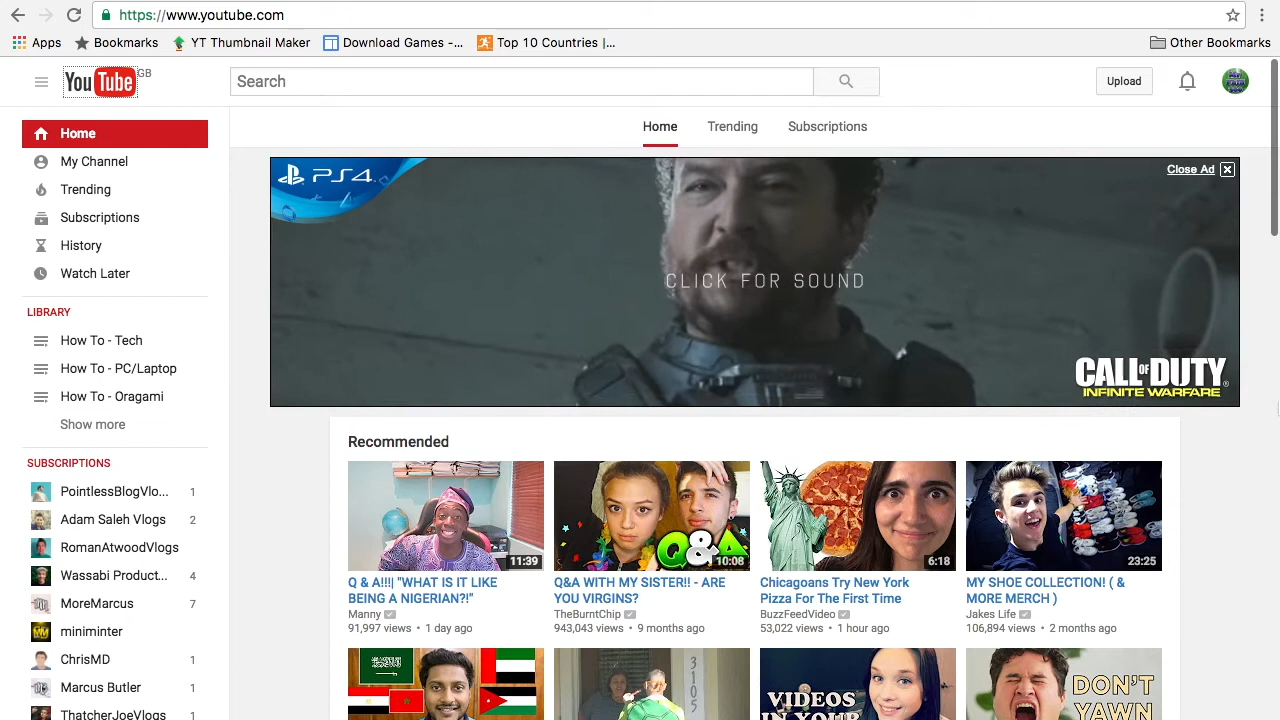 https://www.youtube.com
Apps Bookmarks YT Thumbnail Maker Download Games -... Top 10 Countries |... Other Bookmarks
YouTube GB Search Upload
Home Trending Subscriptions
Home
My Channel
Trending
Subscriptions
History
Watch Later
LIBRARY
How To - Tech
How To - PC/Laptop
How To - Oragami
Show more
SUBSCRIPTIONS
PointlessBlogVlo... 1
Adam Saleh Vlogs 2
RomanAtwoodVlogs
Wassabi Product... 4
MoreMarcus 7
miniminter
ChrisMD 1
Marcus Butler 1
ThatcherJoeVlogs 1
PS4
Close Ad
CLICK FOR SOUND
CALL OF DUTY
INFINITE WARFARE
Recommended
11:39
Q & A!!!| "WHAT IS IT LIKE
BEING A NIGERIAN?!"
Manny
91,997 views • 1 day ago
Q&A
10:08
Q&A WITH MY SISTER!! - ARE
YOU VIRGINS?
TheBurntChip
943,043 views • 9 months ago
6:18
Chicagoans Try New York
Pizza For The First Time
BuzzFeedVideo
53,022 views • 1 hour ago
23:25
MY SHOE COLLECTION! ( &
MORE MERCH )
Jakes Life
106,894 views • 2 months ago
3105
VIDEOS
IN YO
DON'T
YAWN